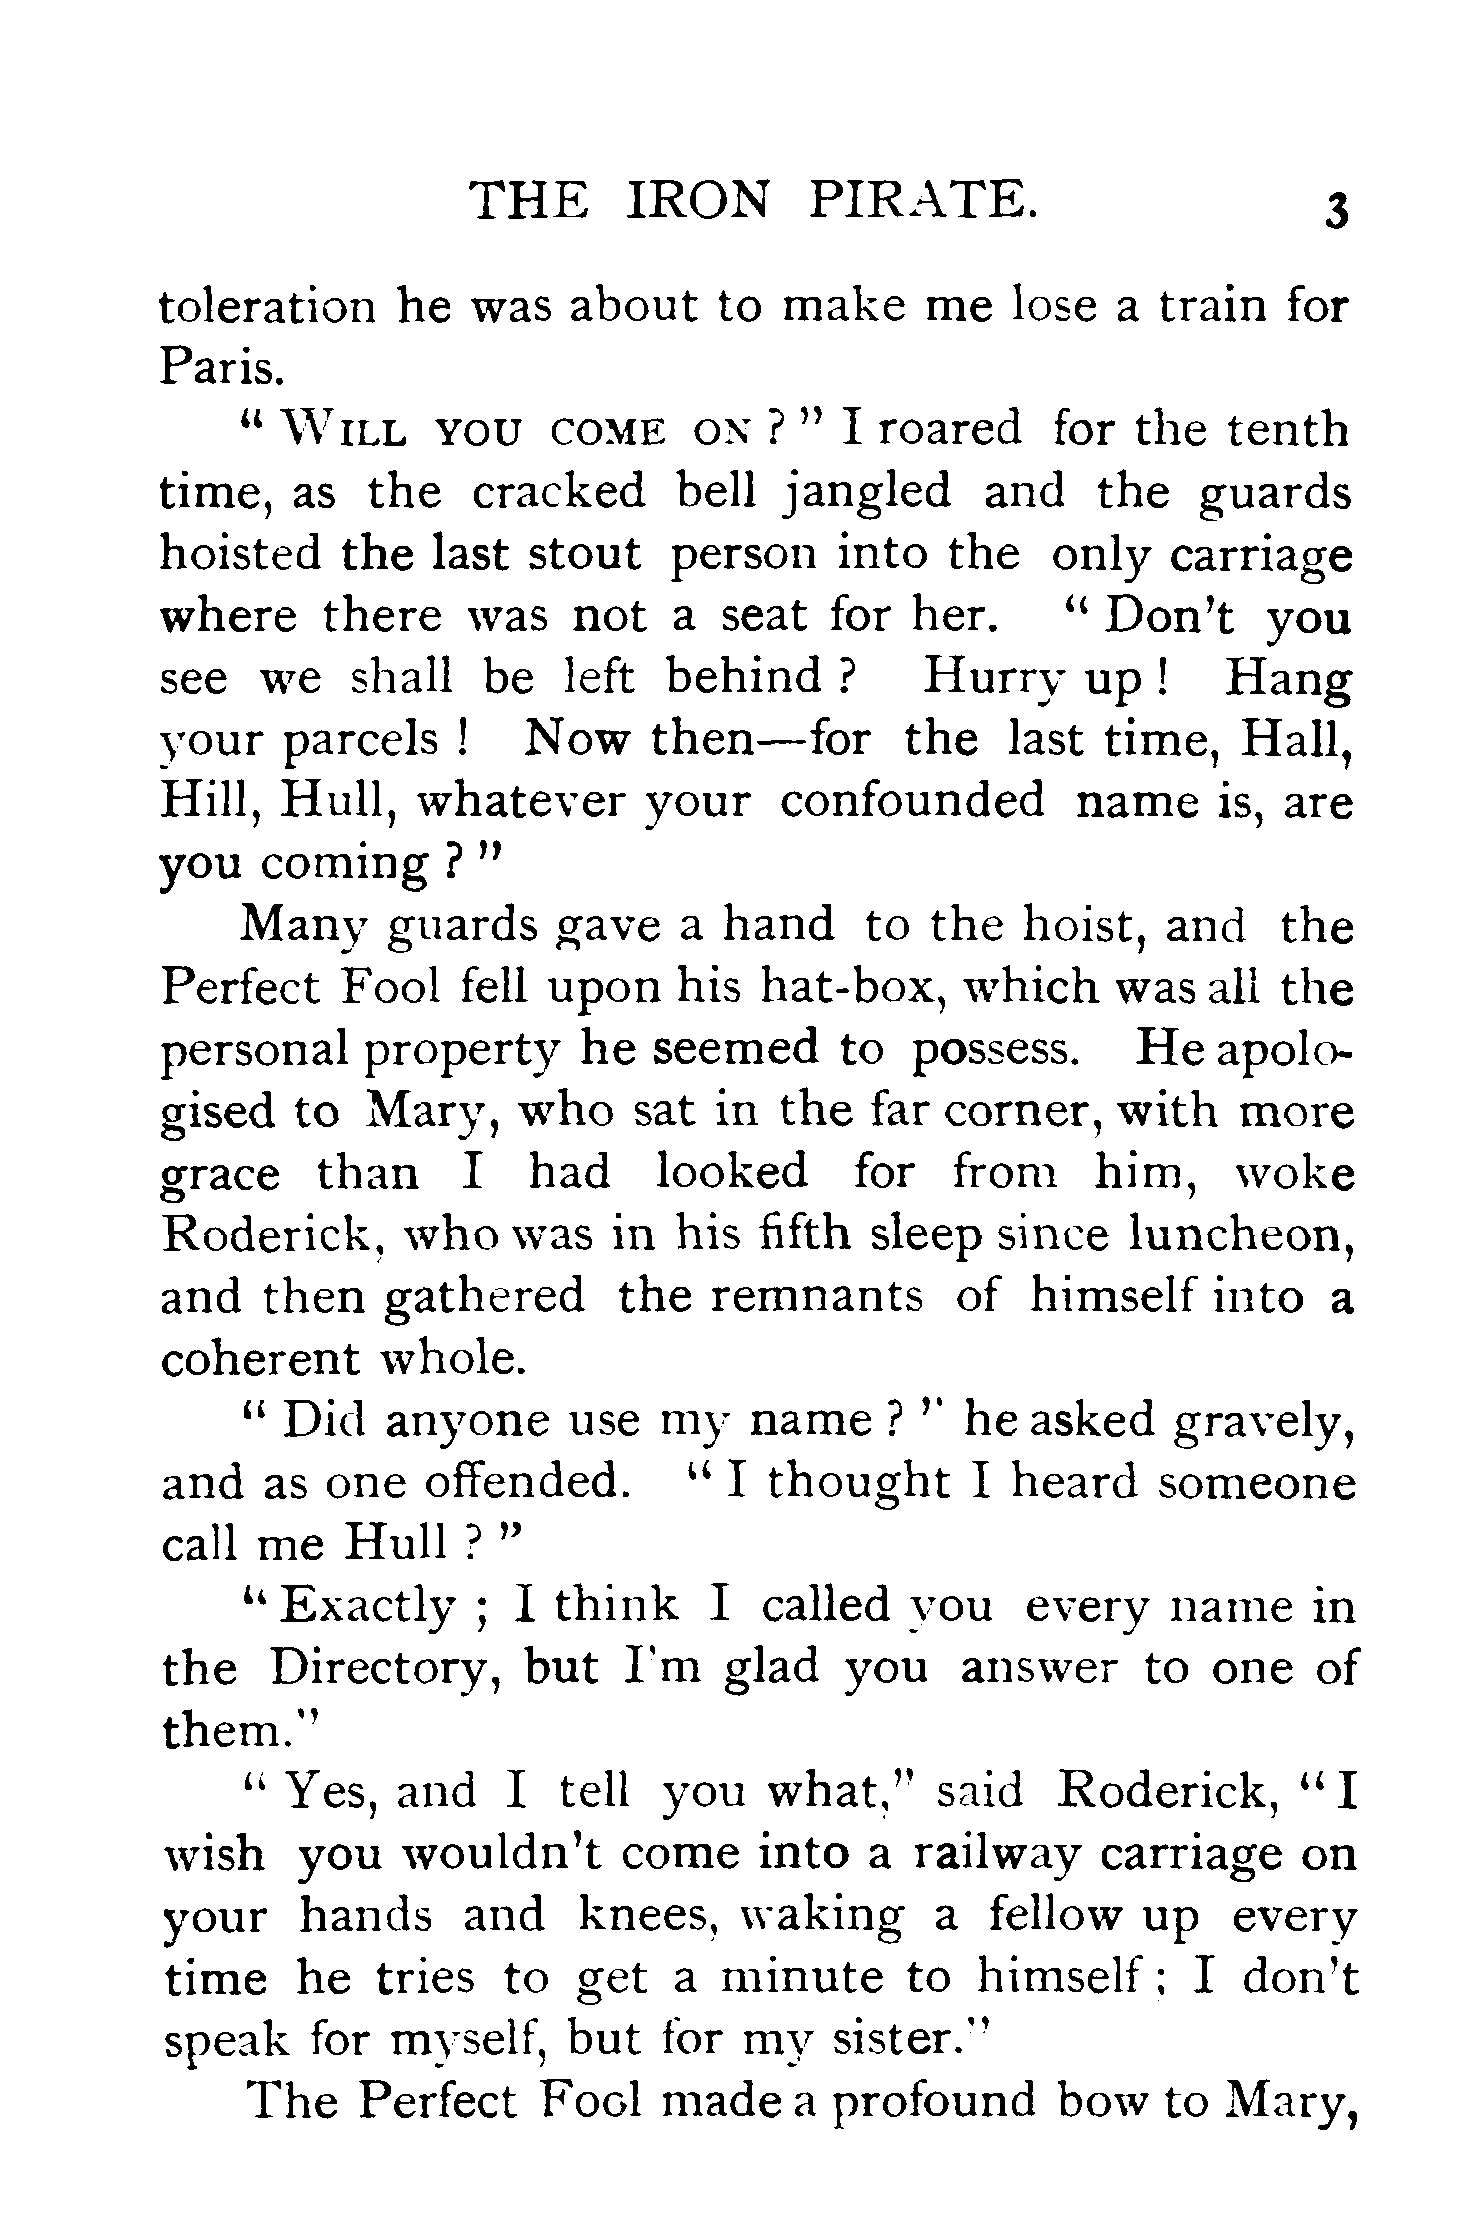 THE IRON PIRATE. 3
toleration he was about to make me lose a train for
Paris.
“ WILL YOU COME ON ? ” I roared for the tenth
time, as the cracked bell jangled and the guards
hoisted the last stout person into the only carriage
where there was not a seat for her. “ Don’t you
see we shall be left behind ? Hurry up ! Hang
your parcels ! Now then—for the last time, Hall,
Hill, Hull, whatever your confounded name is, are
you coming ? ”
Many guards gave a hand to the hoist, and the
Perfect Fool fell upon his hat-box, which was all the
personal property he seemed to possess. He apolo-
gised to Mary, who sat in the far corner, with more
grace than I had looked for from him, woke
Roderick, who was in his fifth sleep since luncheon,
and then gathered the remnants of himself into a
coherent whole.
“ Did anyone use my name ? ” he asked gravely,
and as one offended. “ I thought I heard someone
call me Hull ? ”
“ Exactly ; I think I called you every name in
the Directory, but I’m glad you answer to one of
them.”
“ Yes, and I tell you what,” said Roderick, “ I
wish you wouldn’t come into a railway carriage on
your hands and knees, waking a fellow up every
time he tries to get a minute to himself ; I don’t
speak for myself, but for my sister.”
The Perfect Fool made a profound bow to Mary,